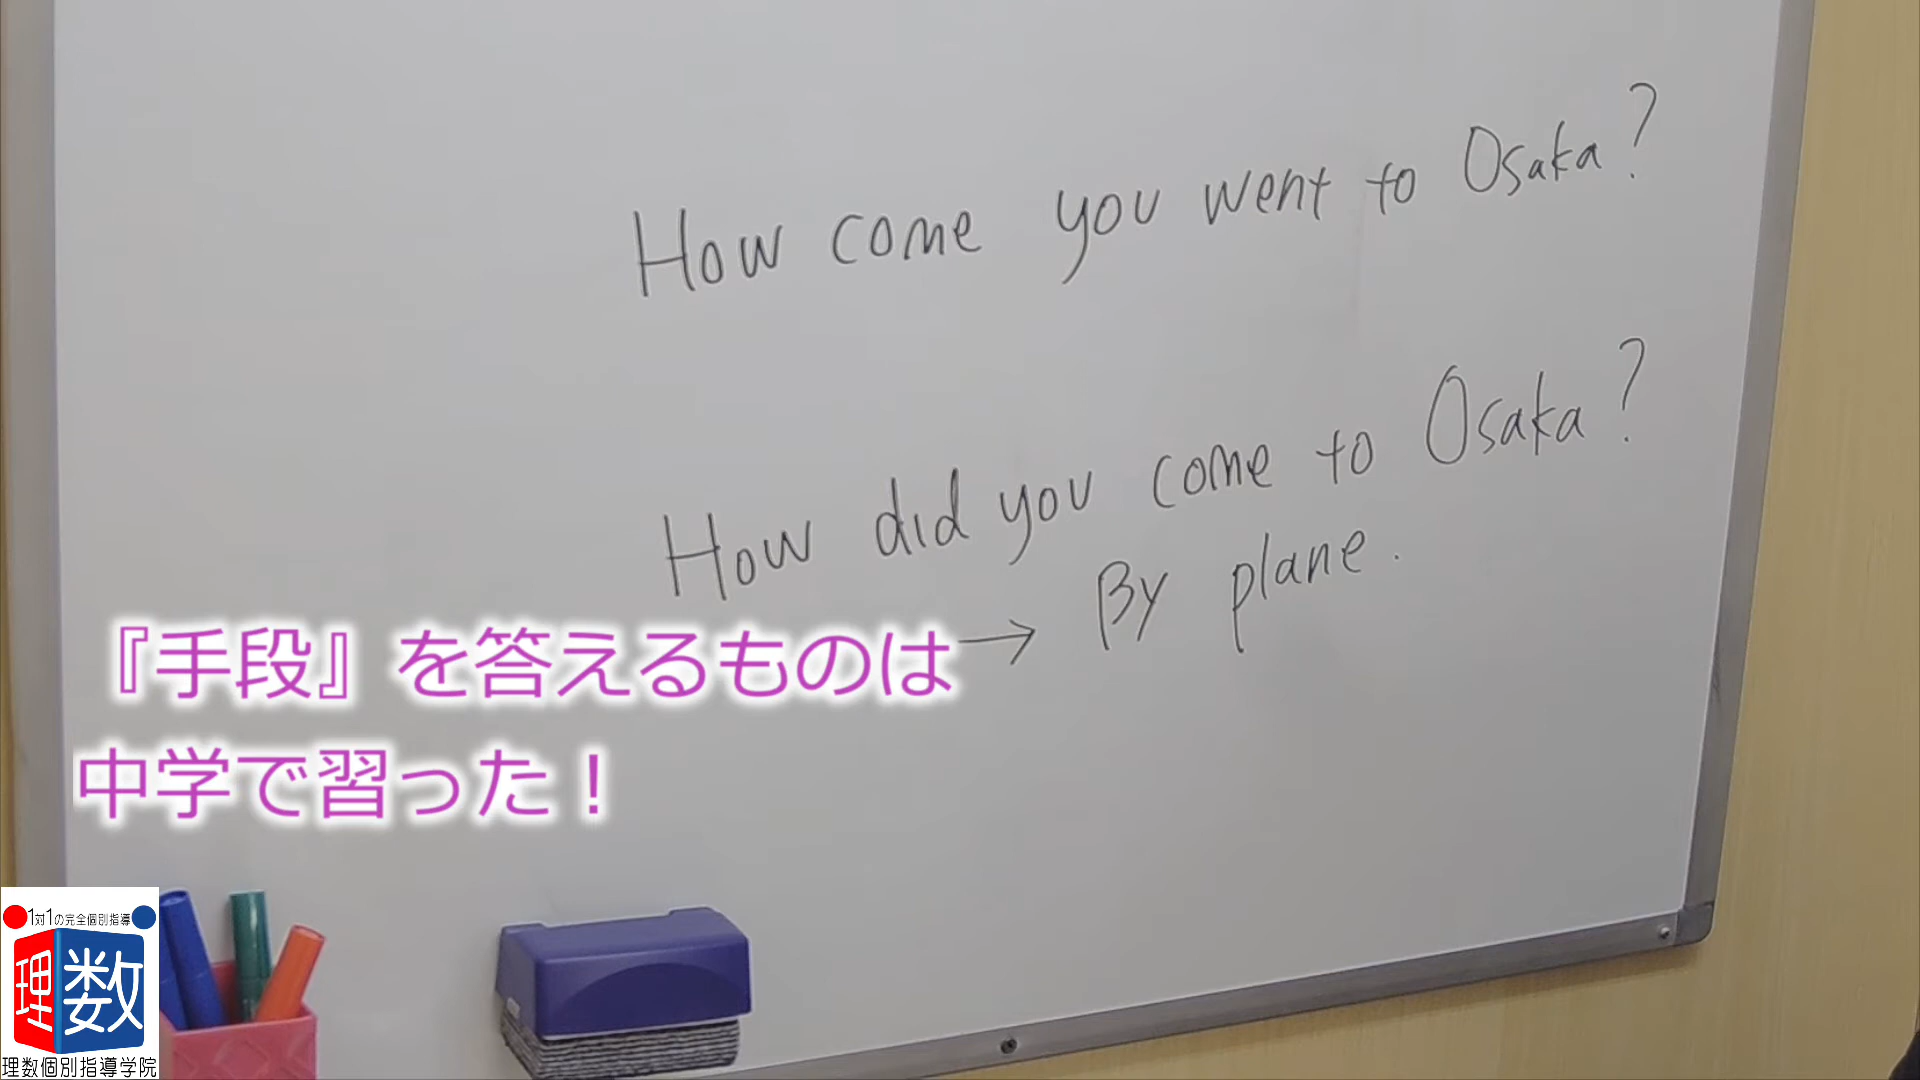 How come you went to Osaka?
How did you come to Osaka?
→ By plane.
『手段』を答えるものは
中学で習った！
1対1の完全個別指導
理数
理数個別指導学院